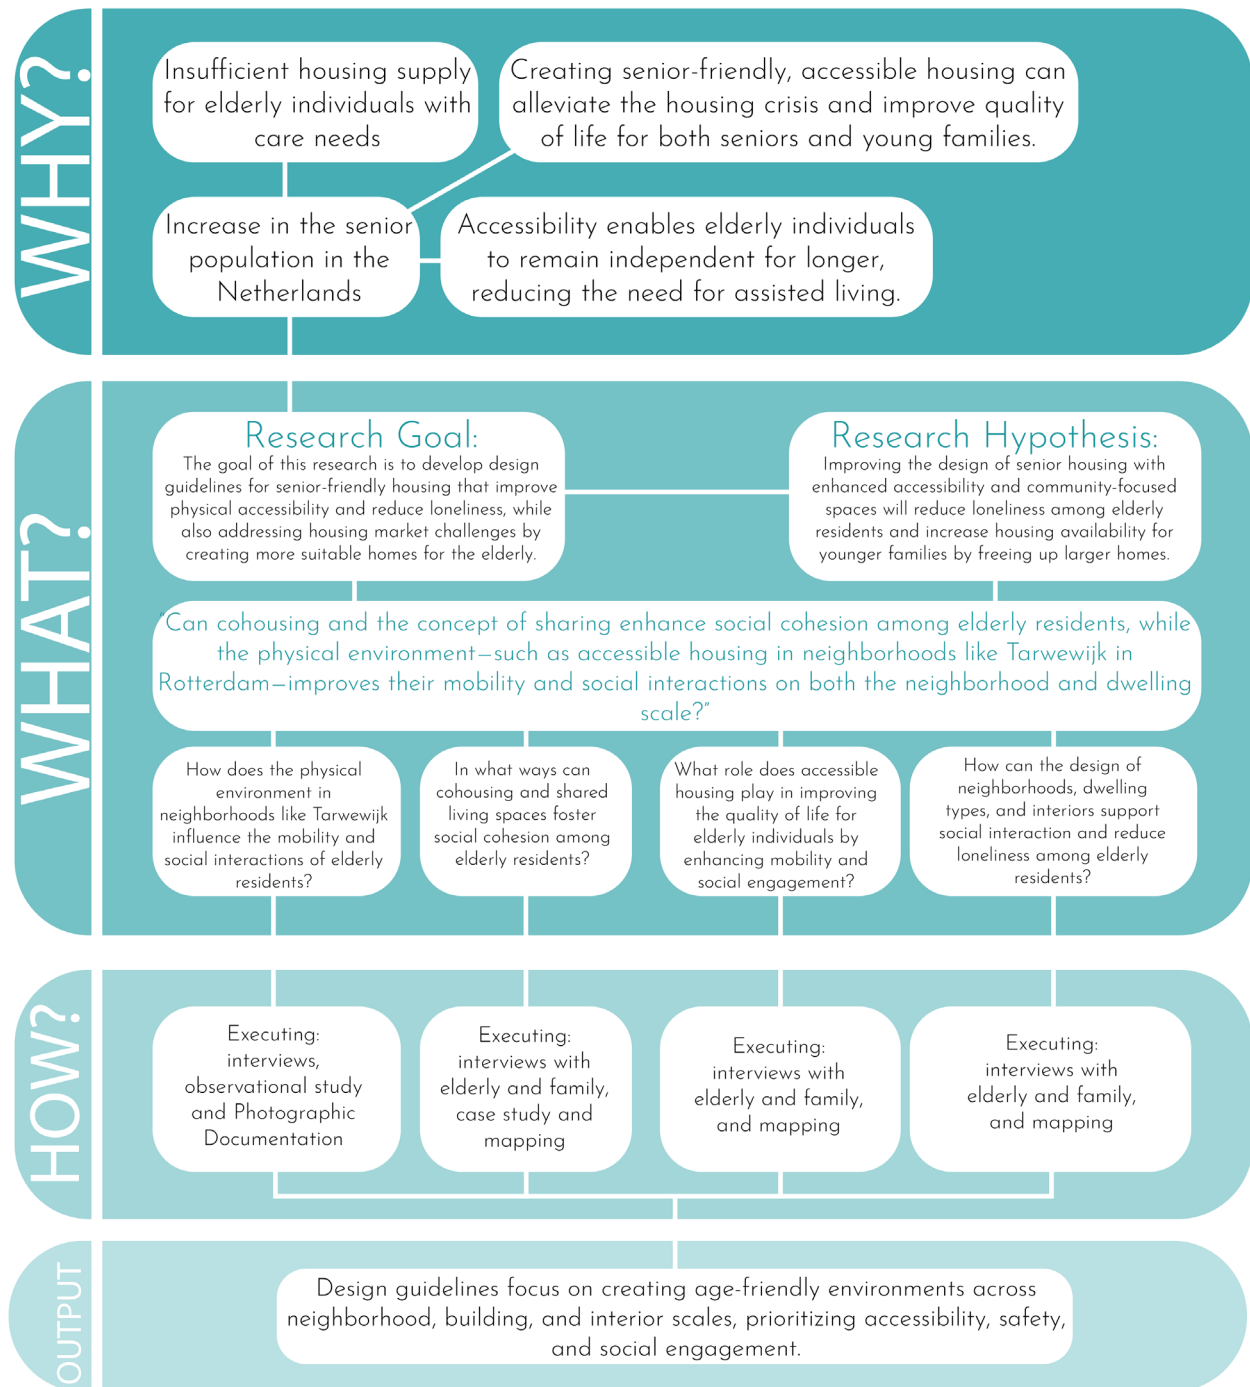 WHY?
Insufficient housing supply
for elderly individuals with
care needs
Creating senior-friendly, accessible housing can
alleviate the housing crisis and improve quality
of life for both seniors and young families.
Increase in the senior
population in the
Netherlands
Accessibility enables elderly individuals
to remain independent for longer,
reducing the need for assisted living.
WHAT?
Research Goal:
The goal of this research is to develop design
guidelines for senior-friendly housing that improve
physical accessibility and reduce loneliness, while
also addressing housing market challenges by
creating more suitable homes for the elderly.
Research Hypothesis:
Improving the design of senior housing with
enhanced accessibility and community-focused
spaces will reduce loneliness among elderly
residents and increase housing availability for
younger families by freeing up larger homes.
"Can cohousing and the concept of sharing enhance social cohesion among elderly residents, while
the physical environment—such as accessible housing in neighborhoods like Tarwewijk in
Rotterdam—improves their mobility and social interactions on both the neighborhood and dwelling
scale?"
How does the physical
environment in
neighborhoods like Tarwewijk
influence the mobility and
social interactions of elderly
residents?
In what ways can
cohousing and shared
living spaces foster
social cohesion among
elderly residents?
What role does accessible
housing play in improving
the quality of life for
elderly individuals by
enhancing mobility and
social engagement?
How can the design of
neighborhoods, dwelling
types, and interiors support
social interaction and reduce
loneliness among elderly
residents?
HOW?
Executing:
interviews,
observational study
and Photographic
Documentation
Executing:
interviews with
elderly and family,
case study and
mapping
Executing:
interviews with
elderly and family,
and mapping
Executing:
interviews with
elderly and family,
and mapping
OUTPUT
Design guidelines focus on creating age-friendly environments across
neighborhood, building, and interior scales, prioritizing accessibility, safety,
and social engagement.